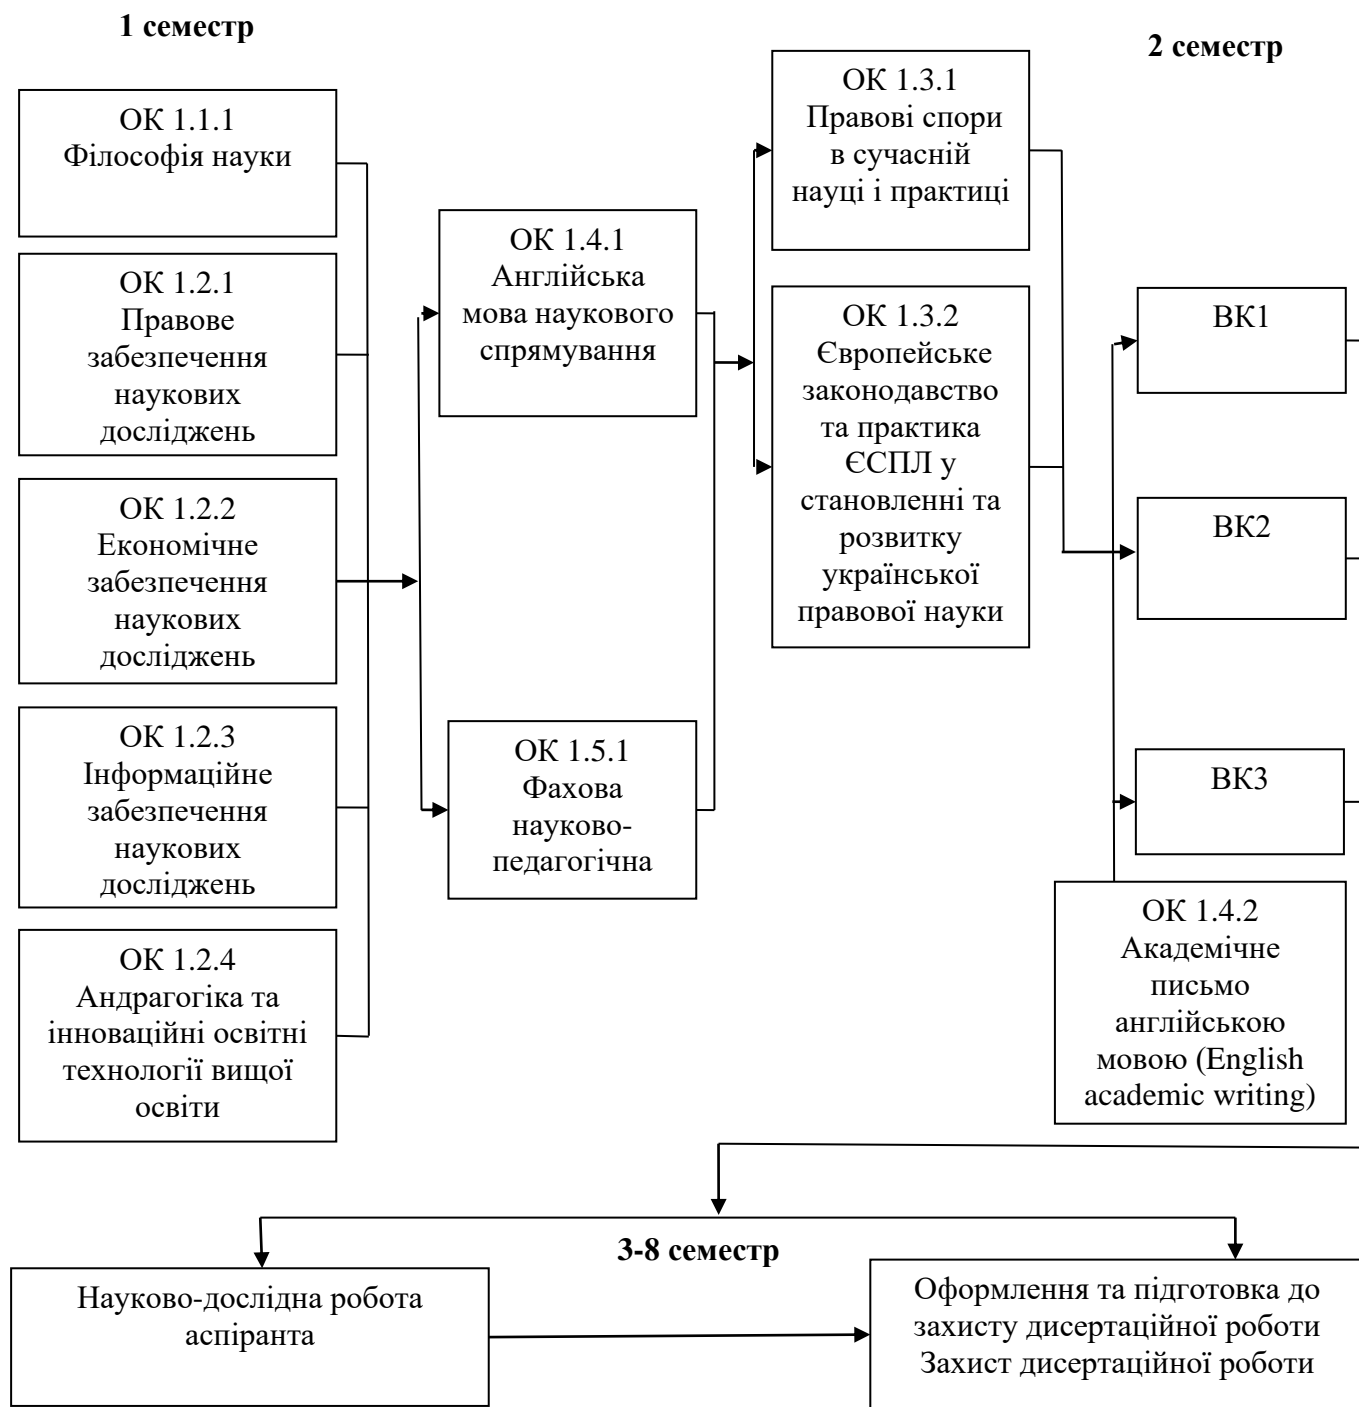 1 семестр
2 семестр
ОК 1.1.1
Філософія науки
ОК 1.2.1
Правове
забезпечення
наукових
досліджень
ОК 1.2.2
Економічне
забезпечення
наукових
досліджень
ОК 1.2.3
Інформаційне
забезпечення
наукових
досліджень
ОК 1.2.4
Андрагогіка та
інноваційні освітні
технології вищої
освіти
ОК 1.4.1
Англійська
мова наукового
спрямування
ОК 1.5.1
Фахова
науково-
педагогічна
ОК 1.3.1
Правові спори
в сучасній
науці і практиці
ОК 1.3.2
Європейське
законодавство
та практика
ЄСПЛ у
становленні та
розвитку
української
правової науки
ВК1
ВК2
ВК3
ОК 1.4.2
Академічне
письмо
англійською
мовою (English
academic writing)
3-8 семестр
Науково-дослідна робота
аспіранта
Оформлення та підготовка до
захисту дисертаційної роботи
Захист дисертаційної роботи